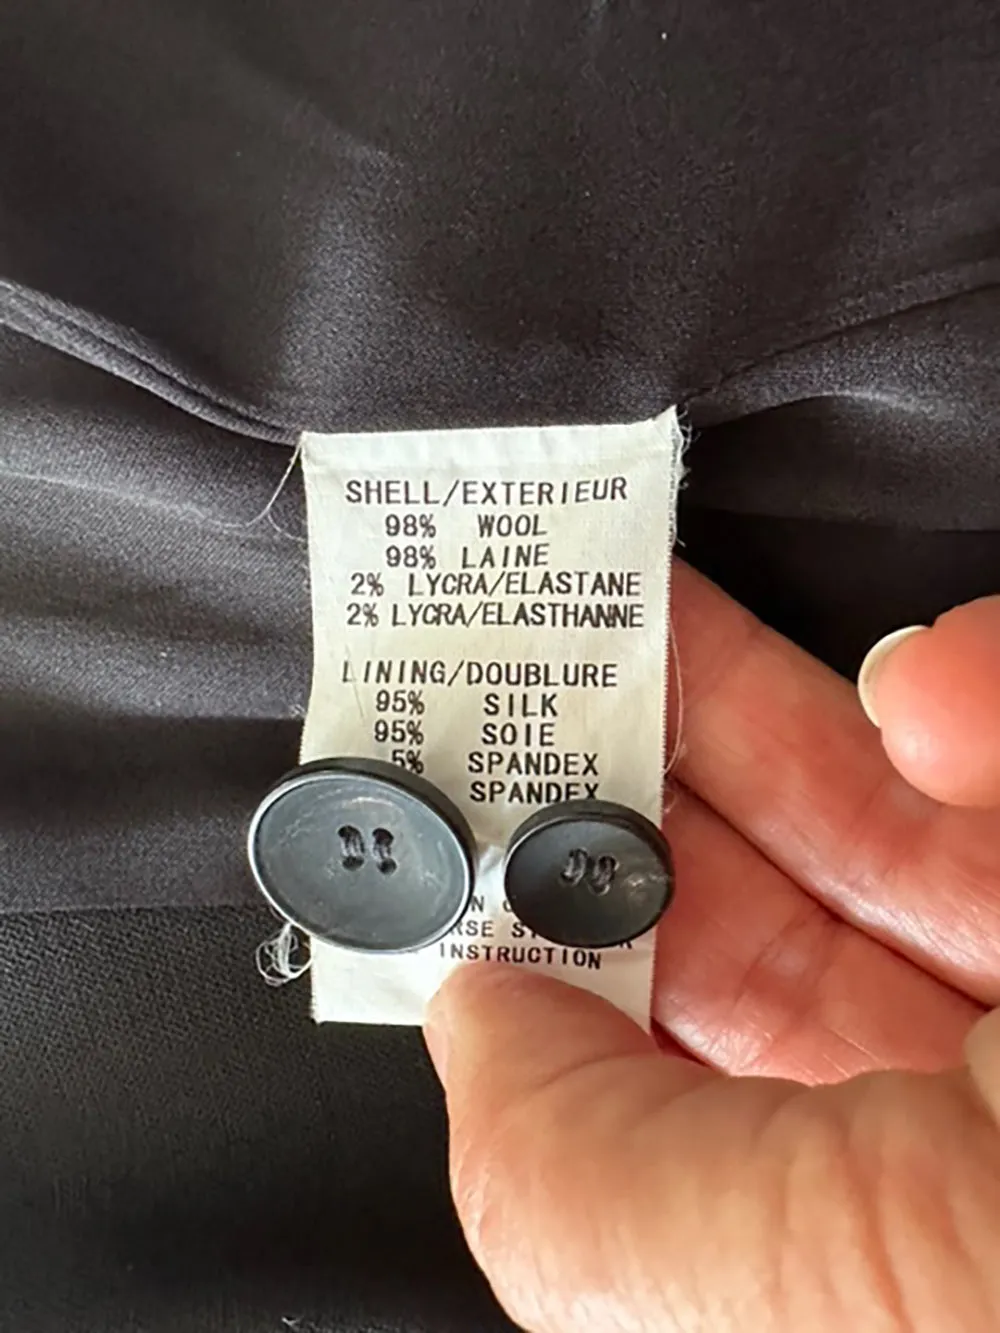 SHELL/EXTERIEUR
98% WOOL
98% LAINE
2% LYCRA/ELASTANE
2% LYCRA/ELASTHANNE
LINING/DOUBLURE
95% SILK
95% SOIE
5% SPANDEX
SPANDEX
INSTRUCTION